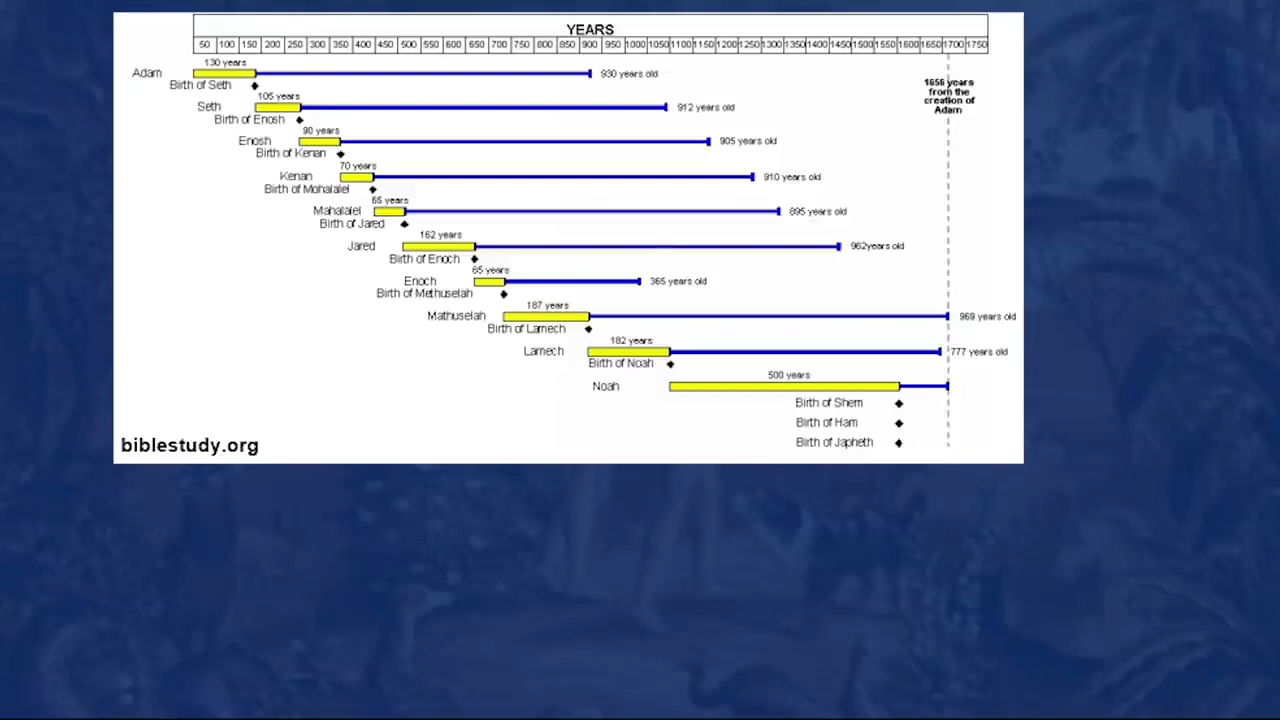 YEARS
50 100 150 200 250 300 350 400 450 500 550 600 650 700 750 800 850 900 950 1000 1050 1100 1150 1200 1250 1300 1350 1400 1450 1500 1550 1600 1650 1700 1750
130 years
Adam 930 years old
Birth of Seth
1656 years
from the
creation of
Adam
105 years
Seth 912 years old
Birth of Enosh
90 years
Enosh 905 years old
Birth of Kenan
70 years
Kenan 910 years old
Birth of Mohalalel
65 years
Mahalalel 895 years old
Birth of Jared
162 years
Jared 962years old
Birth of Enoch
65 years
Enoch 365 years old
Birth of Methuselah
187 years
Mathuselah 969 years old
Birth of Lamech
182 years
Lamech 777 years old
Birth of Noah
500 years
Noah
Birth of Shem
Birth of Ham
Birth of Japheth
biblestudy.org